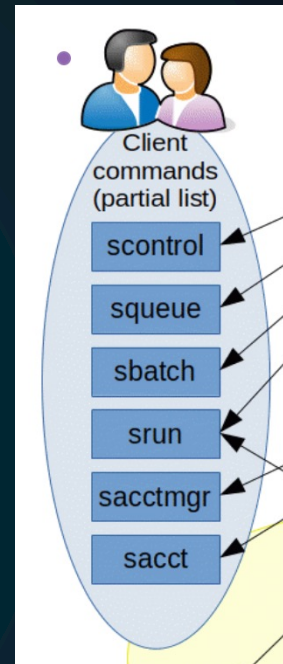 Client
commands
(partial list)
scontrol
squeue
sbatch
srun
sacctmgr
sacct